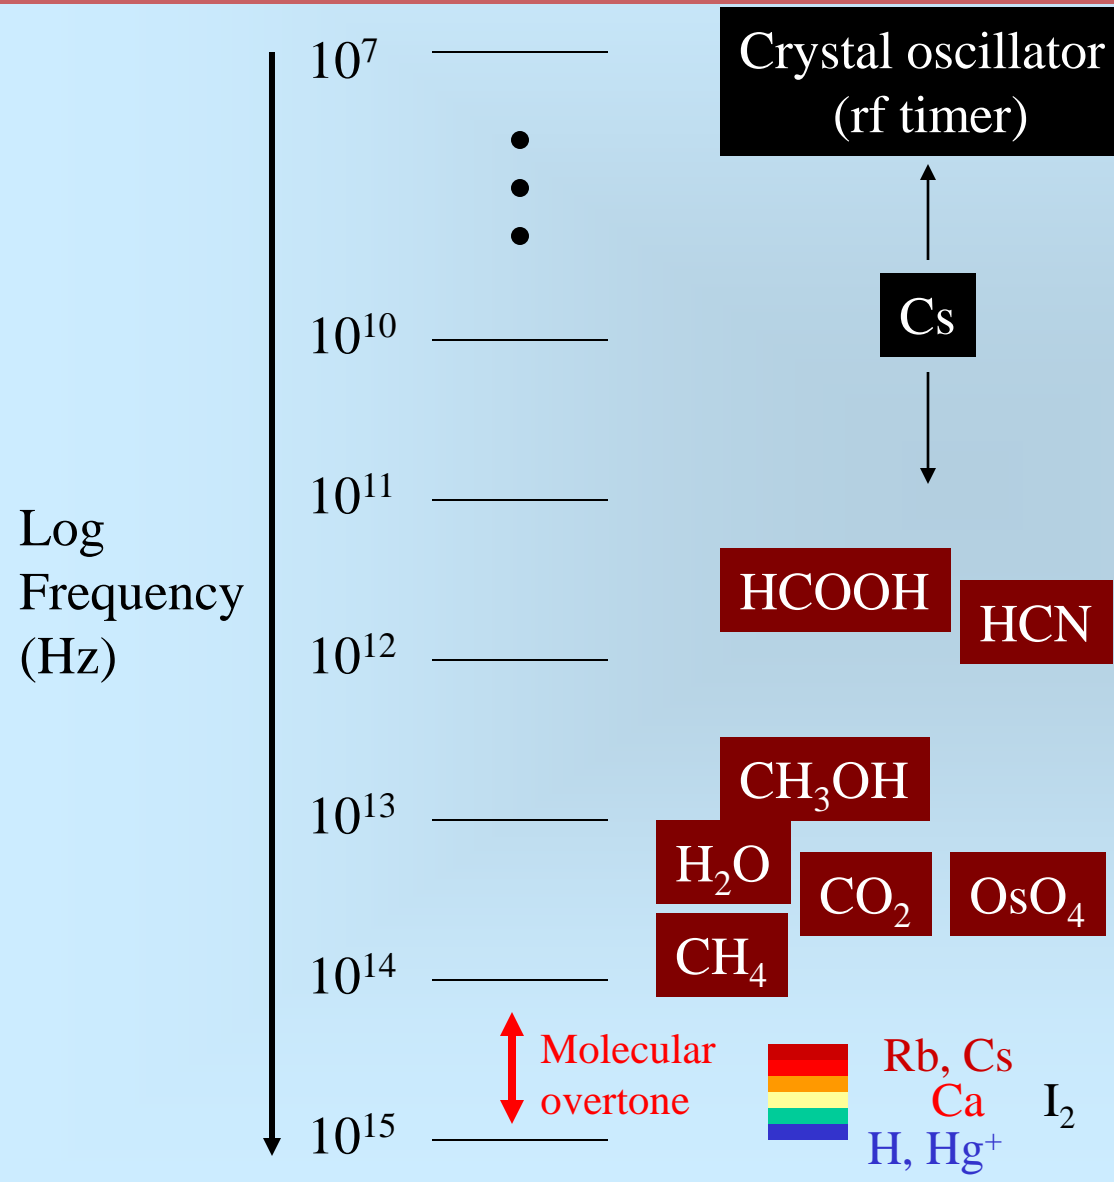 10⁷
Crystal oscillator
(rf timer)
Cs
10¹⁰
10¹¹
Log
Frequency
(Hz)
HCOOH
HCN
10¹²
CH₃OH
10¹³
H₂O
CO₂
OsO₄
CH₄
10¹⁴
Molecular
overtone
Rb, Cs
Ca
I₂
H, Hg⁺
10¹⁵